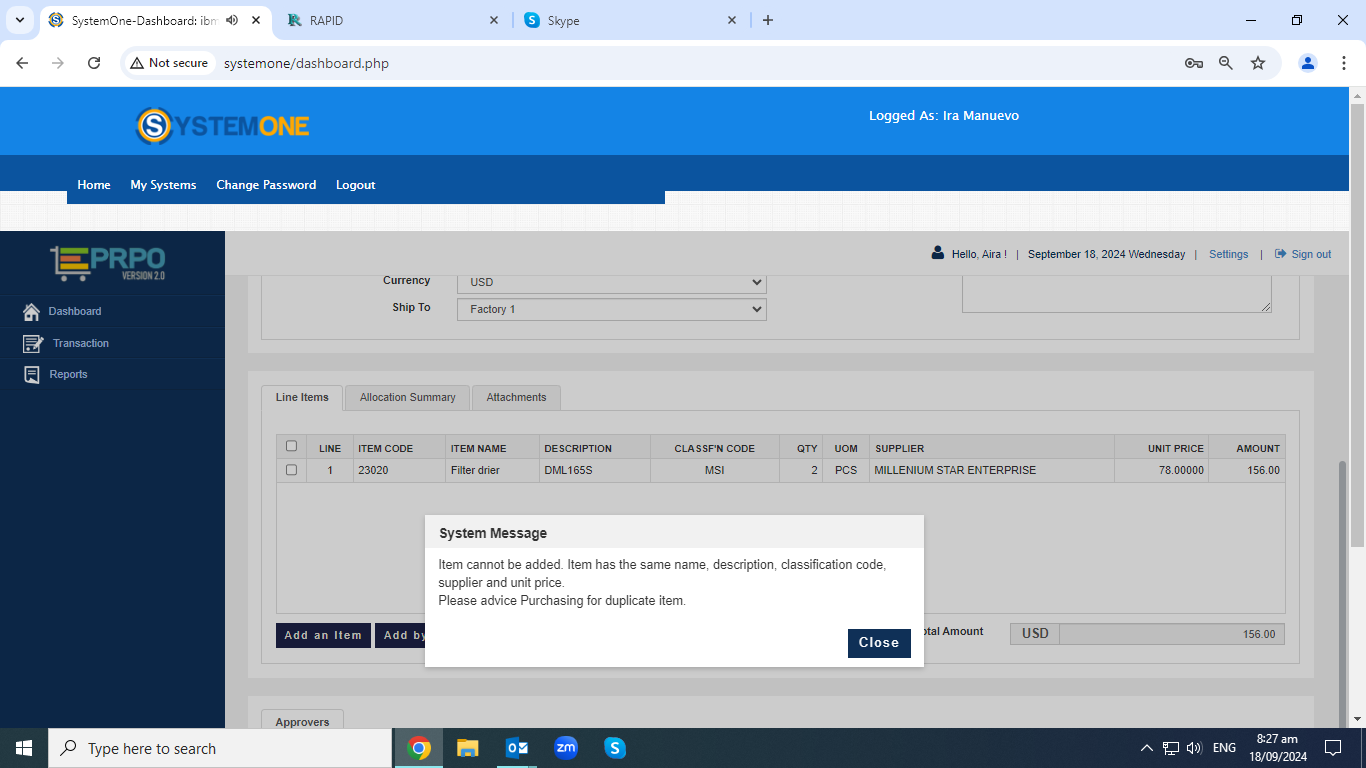 SystemOne-Dashboard: ibm
RAPID
Skype
Not secure
systemone/dashboard.php
SYSTEMONE
Logged As: Ira Manuevo
Home My Systems Change Password Logout
EPRPO
VERSION 2.0
Hello, Aira ! | September 18, 2024 Wednesday | Settings | Sign out
Dashboard
Transaction
Reports
Currency USD
Ship To Factory 1
Line Items Allocation Summary Attachments
LINE ITEM CODE ITEM NAME DESCRIPTION CLASSF'N CODE QTY UOM SUPPLIER UNIT PRICE AMOUNT
1 23020 Filter drier DML165S MSI 2 PCS MILLENIUM STAR ENTERPRISE 78.00000 156.00
System Message
Item cannot be added. Item has the same name, description, classification code,
supplier and unit price.
Please advice Purchasing for duplicate item.
Close
Add an Item Add by
otal Amount USD 156.00
Approvers
Type here to search
zm
ENG
8:27 am
18/09/2024